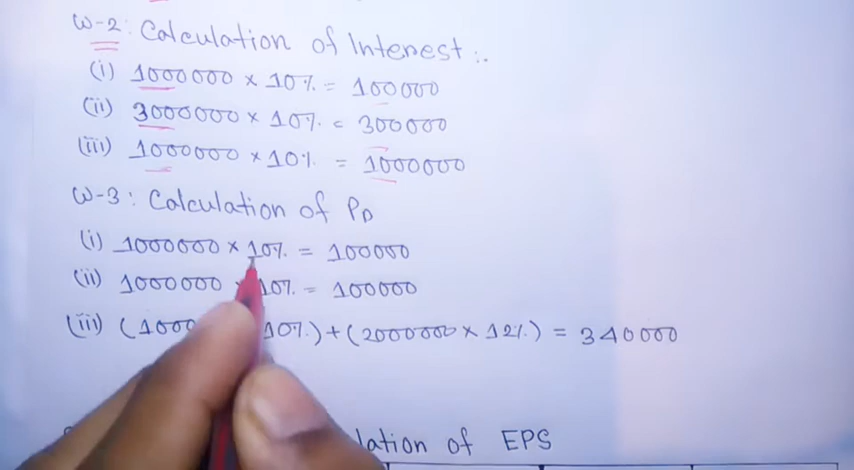 W-2: Calculation of Interest:.
(i) 1000000 × 10% = 100000
(ii) 3000000 × 10% = 300000
(iii) 1000000 × 10% = 1000000
W-3: Calculation of PD
(i) 1000000 × 10% = 100000
(ii) 1000000 × 10% = 100000
(iii) (1000 10%) + (2000000 × 12%) = 340000
lation of EPS